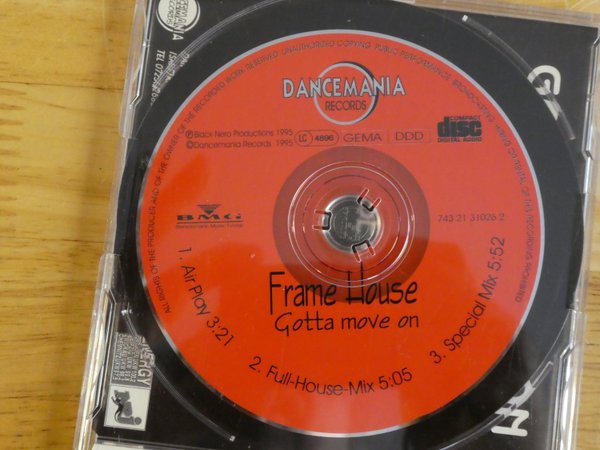 DANCEMANIA
RECORDS
ALL RIGHTS OF THE PRODUCER AND OF THE OWNER OF THE RECORDED WORK RESERVED. UNAUTHORIZED COPYING, PUBLIC PERFORMANCE, BROADCASTING OR RENTAL OF THIS RECORDING PROHIBITED
℗Black Nero Productions 1995
©Dancemania Records 1995
LC 4896
GEMA
DDD
COMPACT
disc
DIGITAL AUDIO
BMG
743 21 31026 2
Frame House
Gotta move on
1. Air Play 3:21
2. Full-House-Mix 5:05
3. Special Mix 5:52